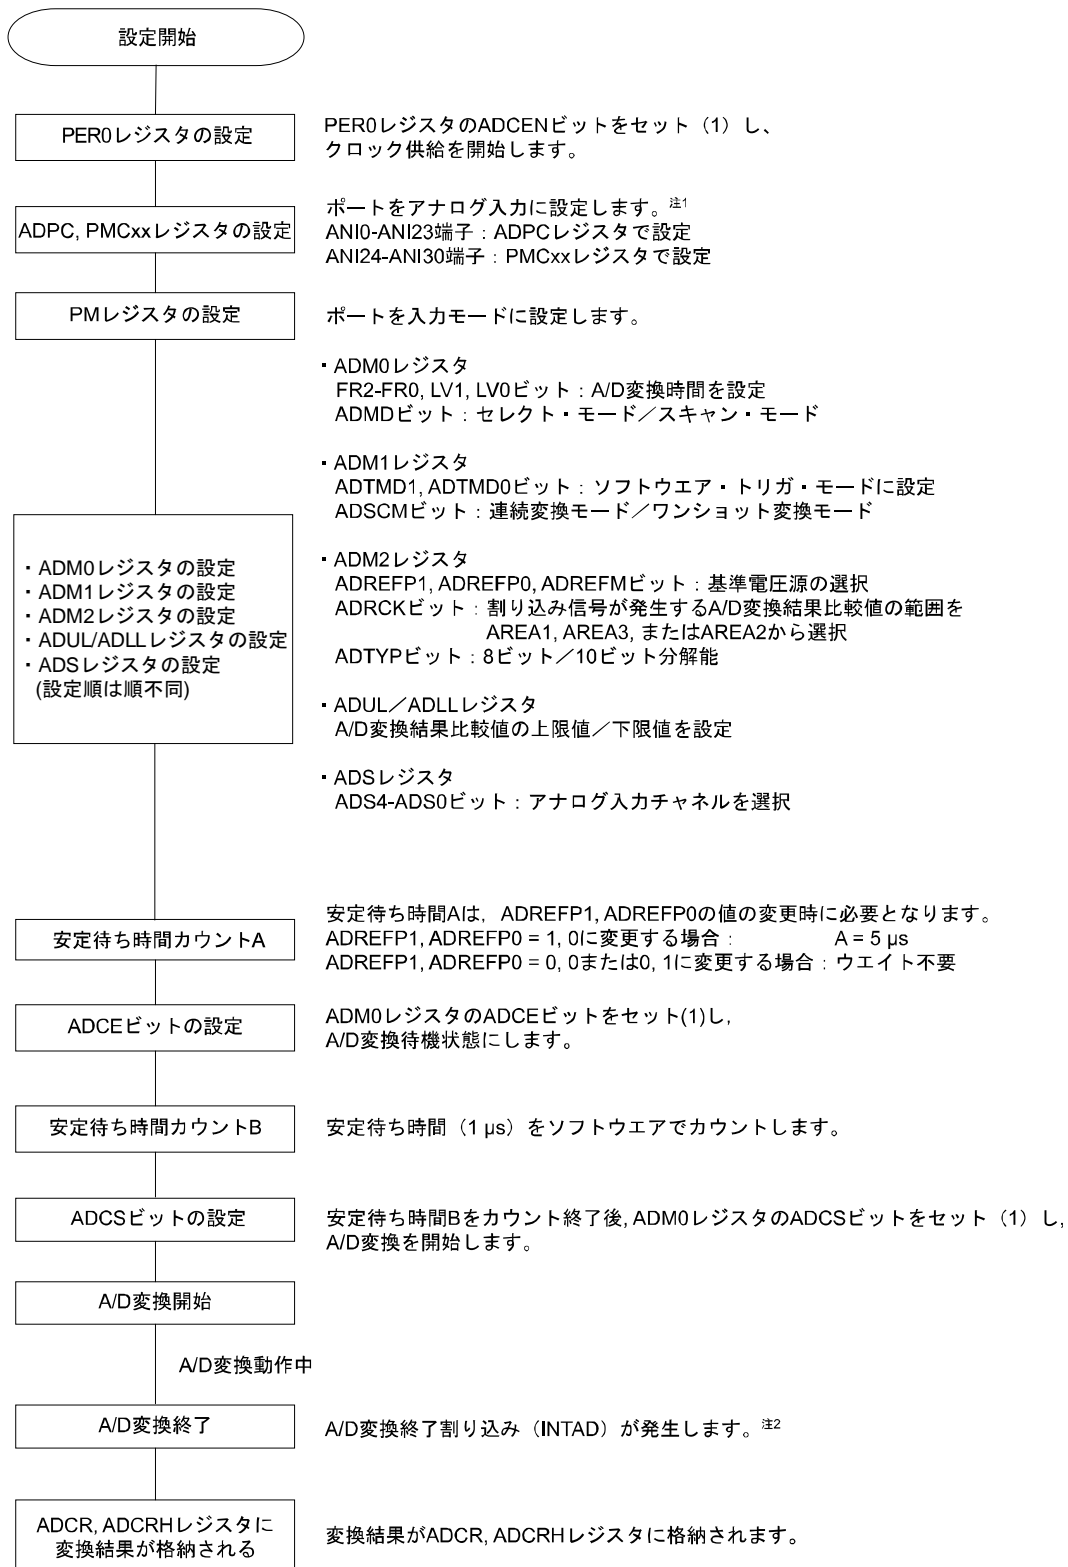 設定開始
PER0レジスタの設定
PER0レジスタのADCENビットをセット（1）し、
クロック供給を開始します。
ADPC, PMCxxレジスタの設定
ポートをアナログ入力に設定します。注1
ANI0-ANI23端子：ADPCレジスタで設定
ANI24-ANI30端子：PMCxxレジスタで設定
PMレジスタの設定
ポートを入力モードに設定します。
・ADM0レジスタの設定
・ADM1レジスタの設定
・ADM2レジスタの設定
・ADUL/ADLLレジスタの設定
・ADSレジスタの設定
(設定順は順不同)
・ADM0レジスタ
FR2-FR0, LV1, LV0ビット：A/D変換時間を設定
ADMDビット：セレクト・モード／スキャン・モード
・ADM1レジスタ
ADTMD1, ADTMD0ビット：ソフトウエア・トリガ・モードに設定
ADSCMビット：連続変換モード／ワンショット変換モード
・ADM2レジスタ
ADREFP1, ADREFP0, ADREFMビット：基準電圧源の選択
ADRCKビット：割り込み信号が発生するA/D変換結果比較値の範囲を
AREA1, AREA3, またはAREA2から選択
ADTYPビット：8ビット／10ビット分解能
・ADUL／ADLLレジスタ
A/D変換結果比較値の上限値／下限値を設定
・ADSレジスタ
ADS4-ADS0ビット：アナログ入力チャネルを選択
安定待ち時間カウントA
安定待ち時間Aは，ADREFP1, ADREFP0の値の変更時に必要となります。
ADREFP1, ADREFP0 = 1, 0に変更する場合： A = 5 μs
ADREFP1, ADREFP0 = 0, 0または0, 1に変更する場合：ウエイト不要
ADCEビットの設定
ADM0レジスタのADCEビットをセット(1)し,
A/D変換待機状態にします。
安定待ち時間カウントB
安定待ち時間（1 μs）をソフトウエアでカウントします。
ADCSビットの設定
安定待ち時間Bをカウント終了後, ADM0レジスタのADCSビットをセット（1）し,
A/D変換を開始します。
A/D変換開始
A/D変換動作中
A/D変換終了
A/D変換終了割り込み（INTAD）が発生します。注2
ADCR, ADCRHレジスタに
変換結果が格納される
変換結果がADCR, ADCRHレジスタに格納されます。